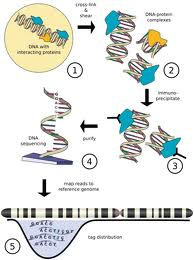 cross-link
& shear
DNA-protein
complexes
DNA with
interacting proteins
1
2
immuno-
precipitate
DNA
sequencing
purify
4
3
map reads to
reference genome
5
tag distribution